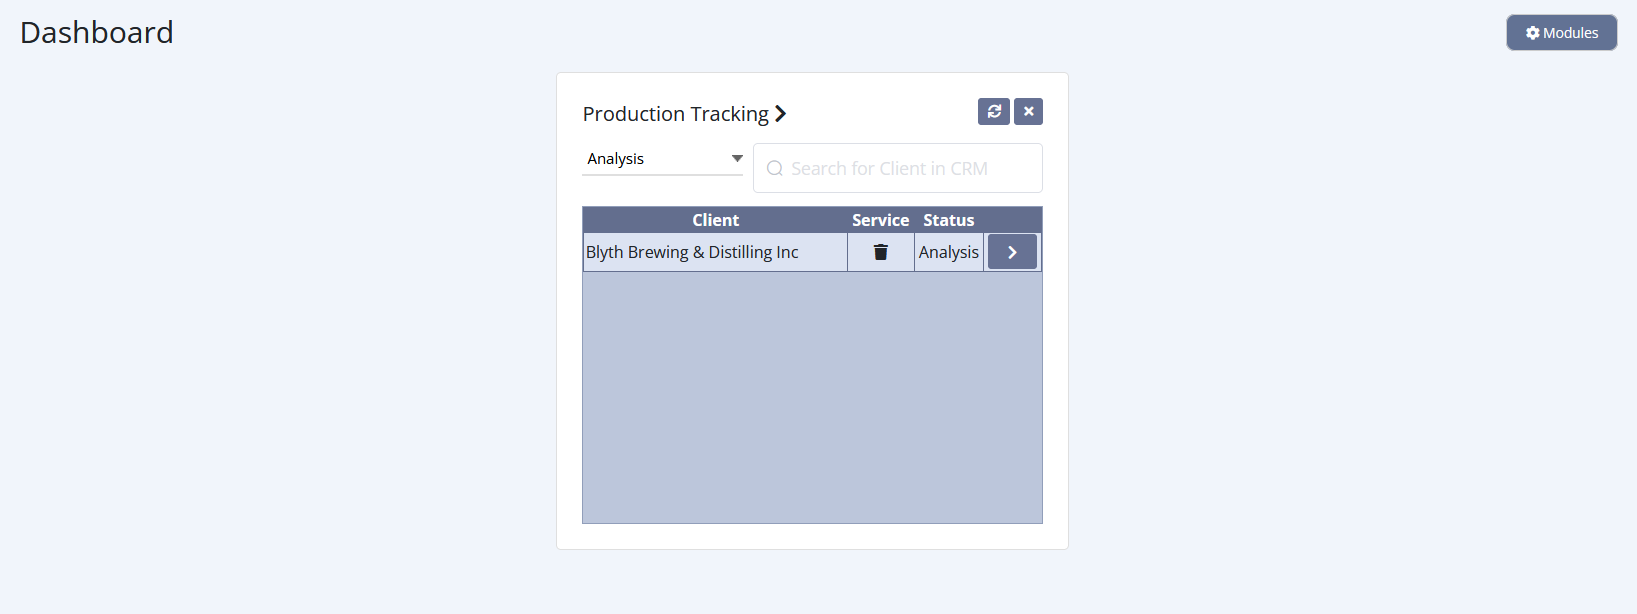 Dashboard
Modules
Production Tracking
Analysis
Search for Client in CRM
Client Service Status
Blyth Brewing & Distilling Inc Analysis